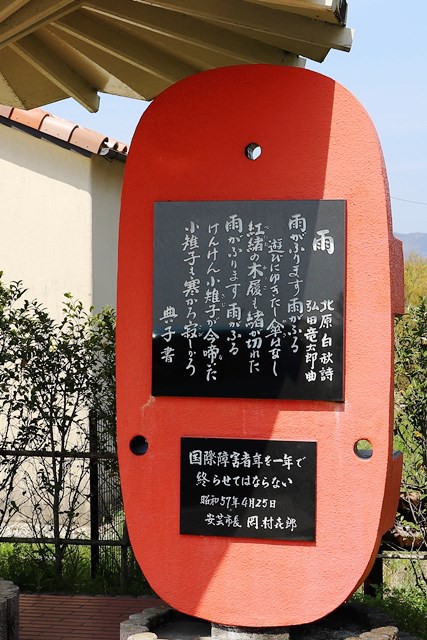 雨
北原白秋詩
弘田竜太郎曲
雨がふります 雨がふる
遊びにゆきたし 傘はなし
紅緒の木履も緒が切れた
雨がふります 雨がふる
けんけん小雉子が今啼いた
小雉子も寒かろ寂しかろ
典子書
国際障害者年を一年で
終らせてはならない
昭和57年4月25日
安芸市長 岡村㐂郎